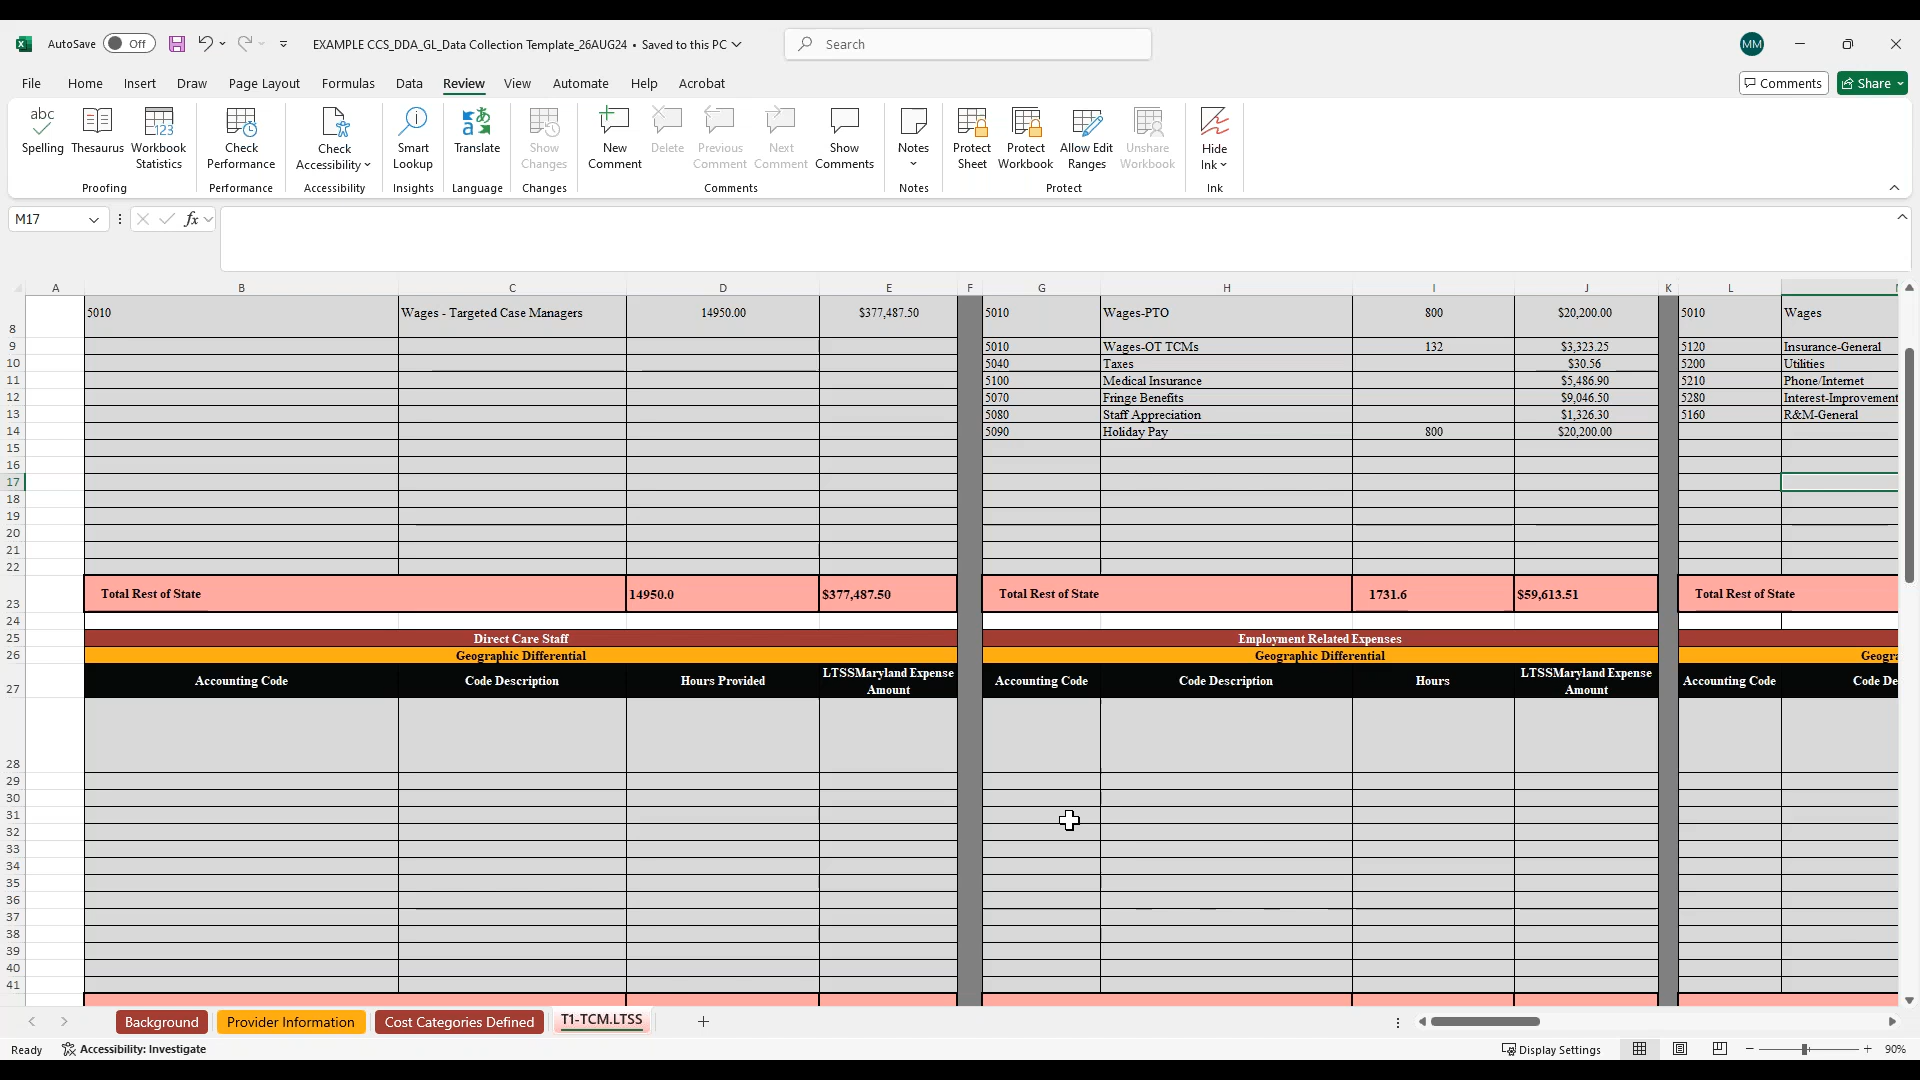 AutoSave Off EXAMPLE CCS_DDA_GL_Data Collection Template_26AUG24 • Saved to this PC Search MM
File Home Insert Draw Page Layout Formulas Data Review View Automate Help Acrobat Comments Share
Spelling Thesaurus Workbook Statistics Check Performance Check Accessibility Smart Lookup Translate Show Changes New Comment Delete Previous Comment Next Comment Show Comments Notes Protect Sheet Protect Workbook Allow Edit Ranges Unshare Workbook Hide Ink
Proofing Performance Accessibility Insights Language Changes Comments Notes Protect Ink
M17 fx
A B C D E F G H I J K L
8 5010 Wages - Targeted Case Managers 14950.00 $377,487.50 5010 Wages-PTO 800 $20,200.00 5010 Wages
9 5010 Wages-OT TCMs 132 $3,323.25 5120 Insurance-General
10 5040 Taxes $30.56 5200 Utilities
11 5100 Medical Insurance $5,486.90 5210 Phone/Internet
12 5070 Fringe Benefits $9,046.50 5280 Interest-Improvement
13 5080 Staff Appreciation $1,326.30 5160 R&M-General
14 5090 Holiday Pay 800 $20,200.00
15
16
17
18
19
20
21
22
23 Total Rest of State 14950.0 $377,487.50 Total Rest of State 1731.6 $59,613.51 Total Rest of State
24
25 Direct Care Staff Employment Related Expenses
26 Geographic Differential Geographic Differential Geogra
27 Accounting Code Code Description Hours Provided LTSSMaryland Expense Amount Accounting Code Code Description Hours LTSSMaryland Expense Amount Accounting Code Code De
28
29
30
31
32
33
34
35
36
37
38
39
40
41
Background Provider Information Cost Categories Defined T1-TCM.LTSS
Ready Accessibility: Investigate Display Settings 90%